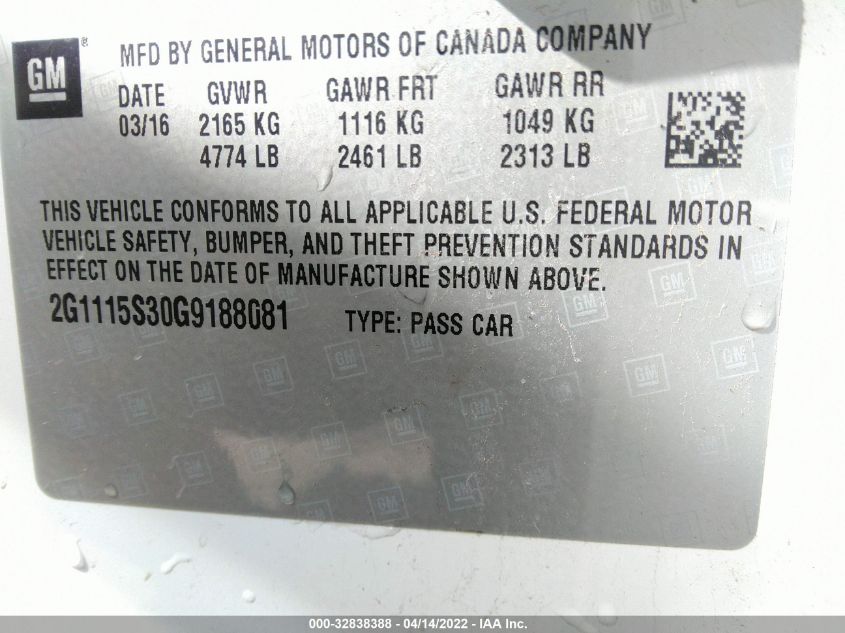 GM ® MFD BY GENERAL MOTORS OF CANADA COMPANY
DATE GVWR GAWR FRT GAWR RR
03/16 2165 KG 1116 KG 1049 KG
4774 LB 2461 LB 2313 LB
THIS VEHICLE CONFORMS TO ALL APPLICABLE U.S. FEDERAL MOTOR
VEHICLE SAFETY, BUMPER, AND THEFT PREVENTION STANDARDS IN
EFFECT ON THE DATE OF MANUFACTURE SHOWN ABOVE.
2G1115S30G9188081 TYPE: PASS CAR
000-32838388 - 04/14/2022 - IAA Inc.